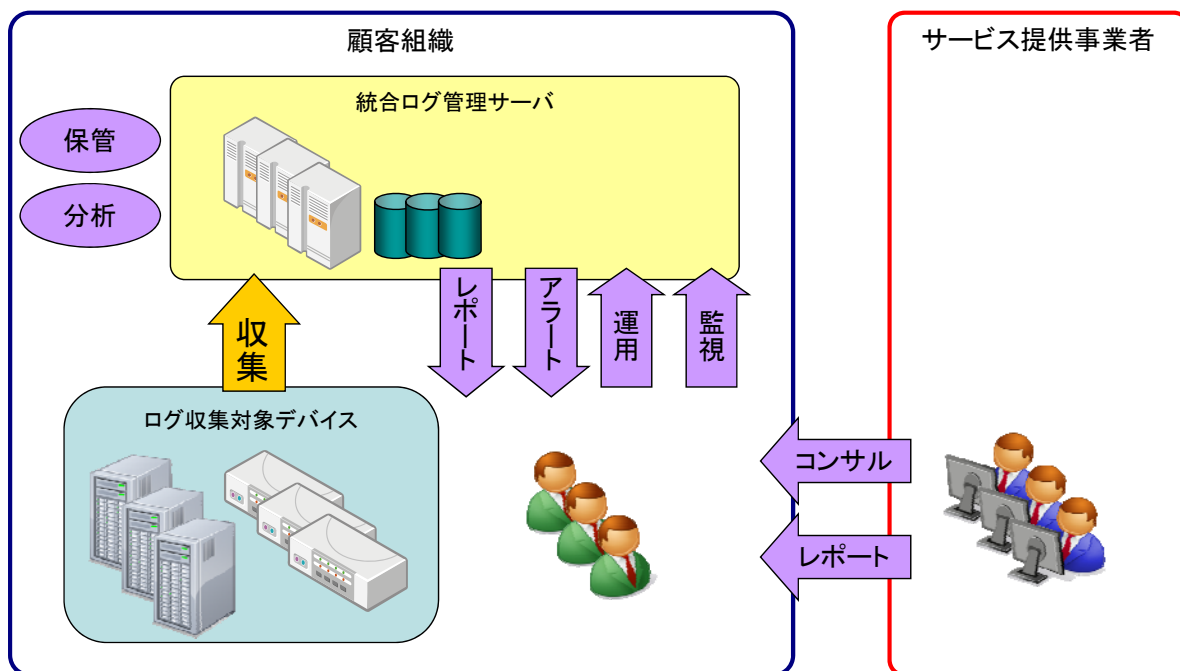 顧客組織
サービス提供事業者
統合ログ管理サーバ
保管
分析
レポート
アラート
運用
監視
収集
ログ収集対象デバイス
コンサル
レポート